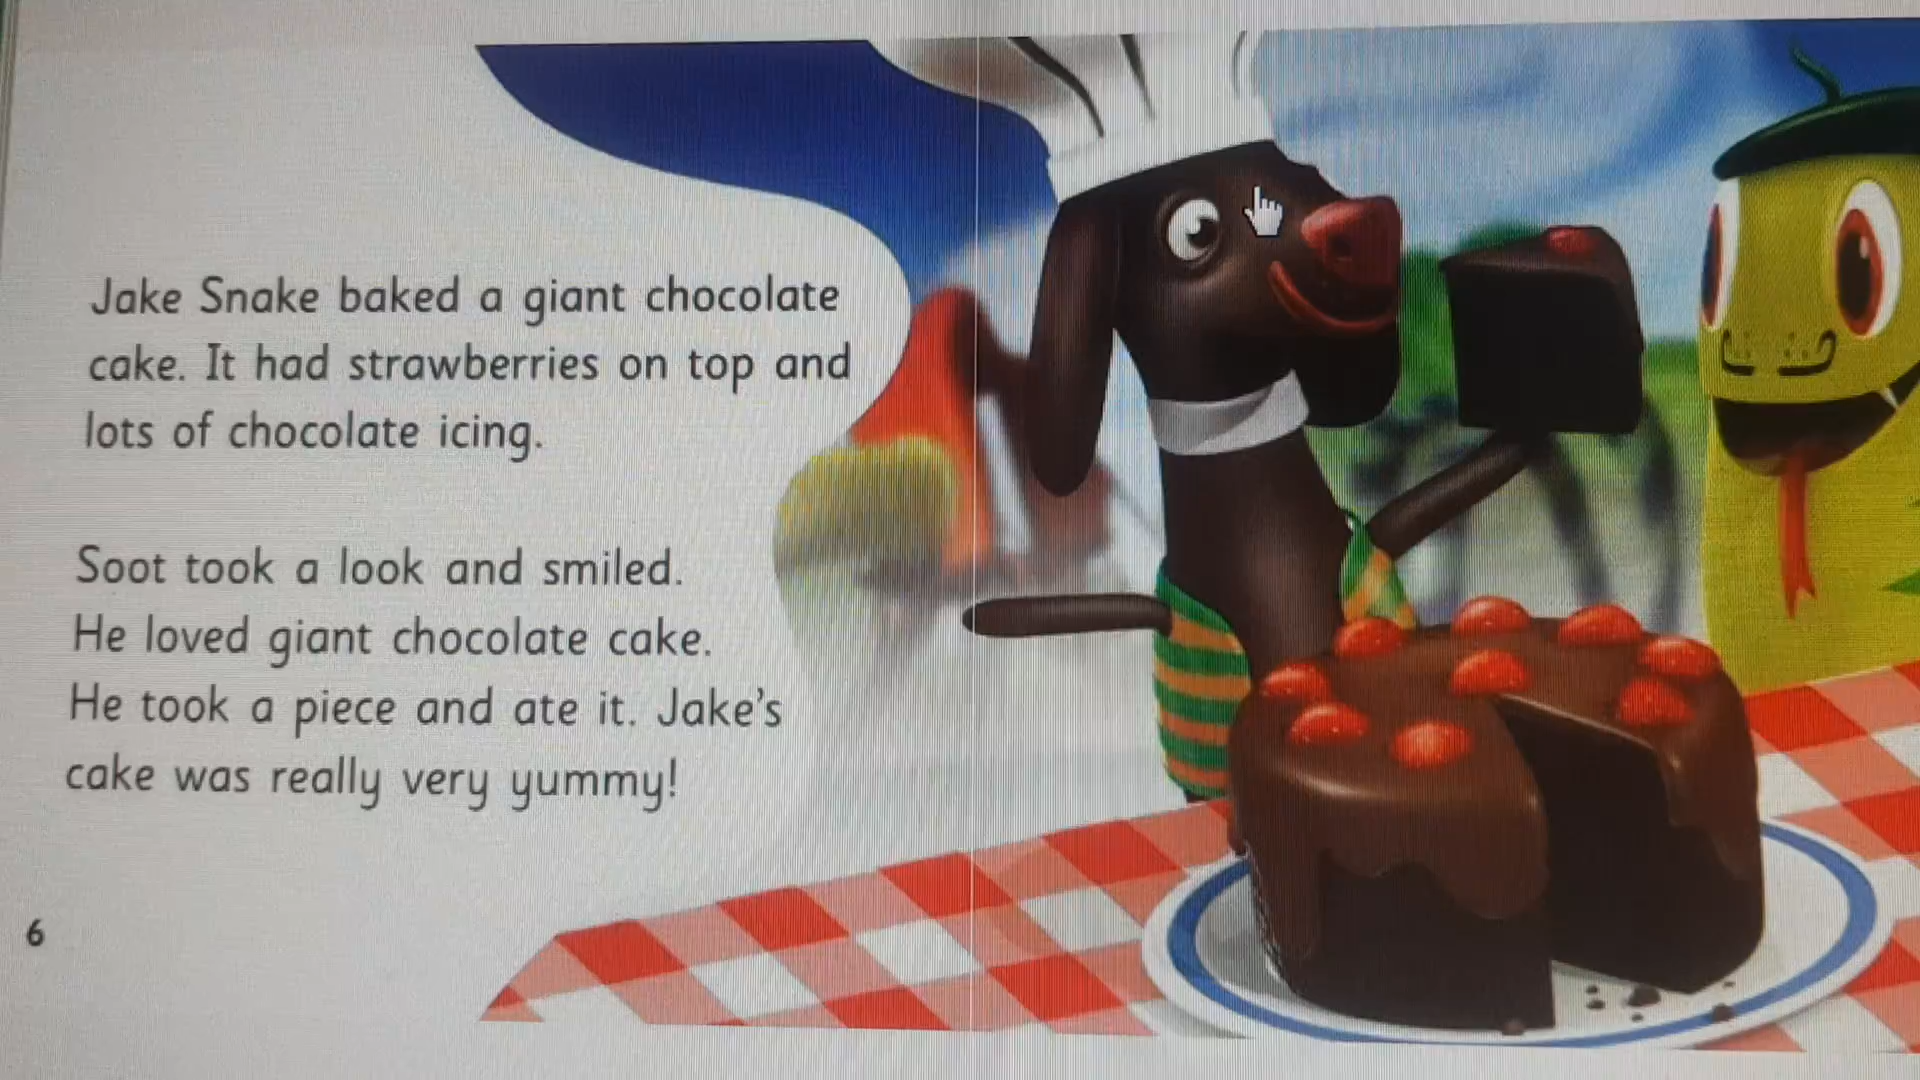 Jake Snake baked a giant chocolate
cake. It had strawberries on top and
lots of chocolate icing.
Soot took a look and smiled.
He loved giant chocolate cake.
He took a piece and ate it. Jake's
cake was really very yummy!
6